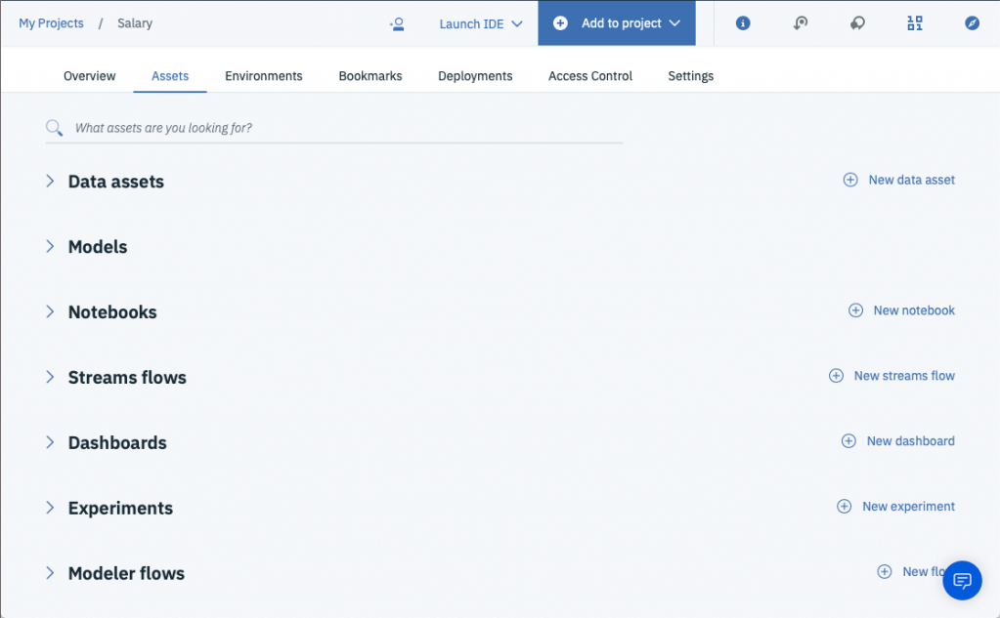 My Projects / Salary
Launch IDE
Add to project
Overview
Assets
Environments
Bookmarks
Deployments
Access Control
Settings
What assets are you looking for?
Data assets
New data asset
Models
Notebooks
New notebook
Streams flows
New streams flow
Dashboards
New dashboard
Experiments
New experiment
Modeler flows
New